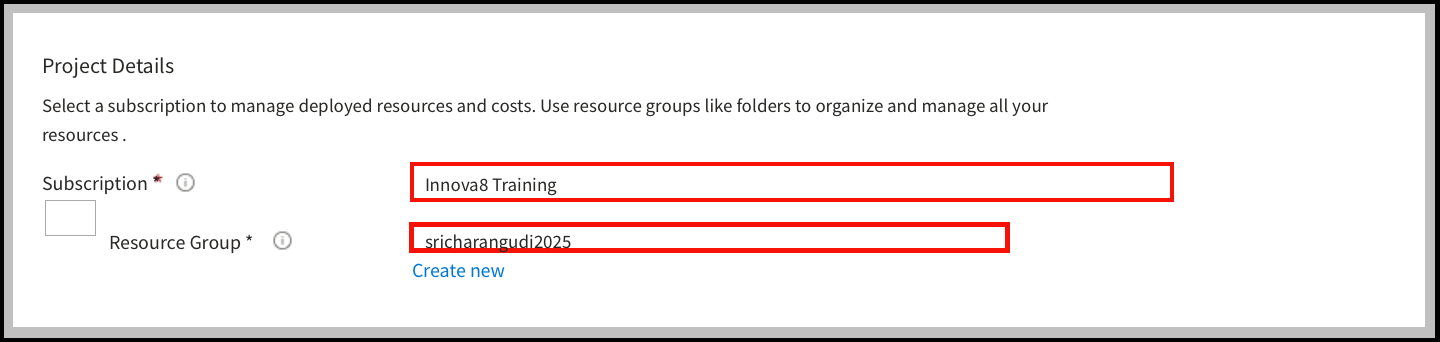 Project Details
Select a subscription to manage deployed resources and costs. Use resource groups like folders to organize and manage all your
resources .
Subscription * Innova8 Training
Resource Group * sricharangudi2025
Create new